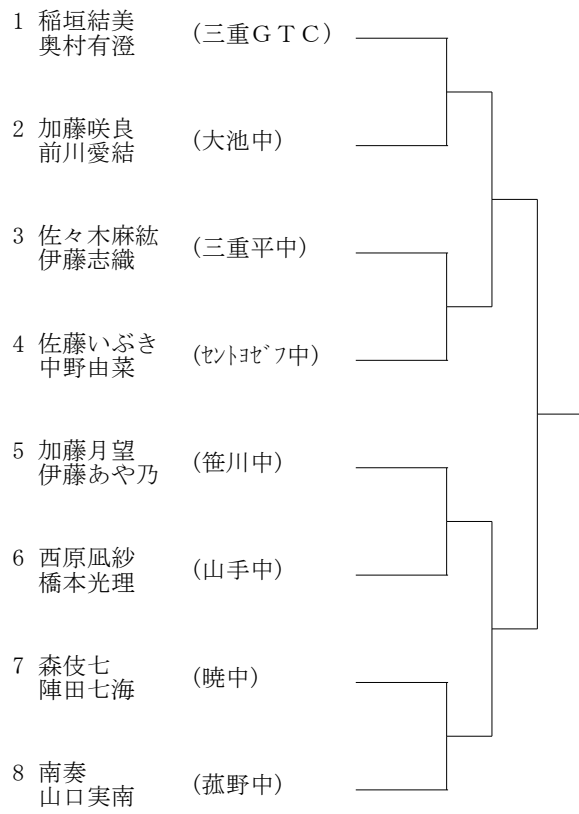 1 稲垣結美
奥村有澄
(三重GTC)
2 加藤咲良
前川愛結
(大池中)
3 佐々木麻紘
伊藤志織
(三重平中)
4 佐藤いぶき
中野由菜
(ｾﾝﾄﾖｾﾞﾌ中)
5 加藤月望
伊藤あや乃
(笹川中)
6 西原凪紗
橋本光理
(山手中)
7 森伎七
陣田七海
(暁中)
8 南奏
山口実南
(菰野中)